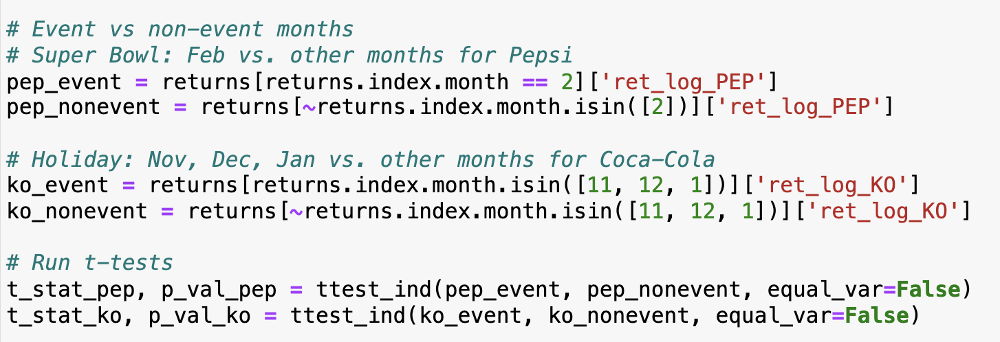 # Event vs non-event months
# Super Bowl: Feb vs. other months for Pepsi
pep_event = returns[returns.index.month == 2]['ret_log_PEP']
pep_nonevent = returns[~returns.index.month.isin([2])]['ret_log_PEP']
# Holiday: Nov, Dec, Jan vs. other months for Coca-Cola
ko_event = returns[returns.index.month.isin([11, 12, 1])]['ret_log_KO']
ko_nonevent = returns[~returns.index.month.isin([11, 12, 1])]['ret_log_KO']
# Run t-tests
t_stat_pep, p_val_pep = ttest_ind(pep_event, pep_nonevent, equal_var=False)
t_stat_ko, p_val_ko = ttest_ind(ko_event, ko_nonevent, equal_var=False)